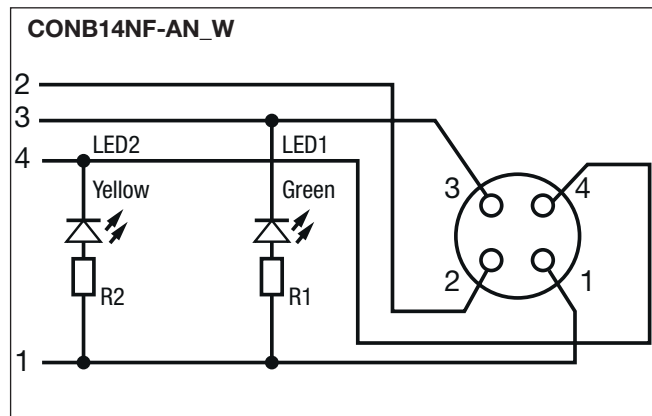 CONB14NF-AN_W
2
3
4
LED2
LED1
Yellow
Green
3
4
R2
R1
2
1
1